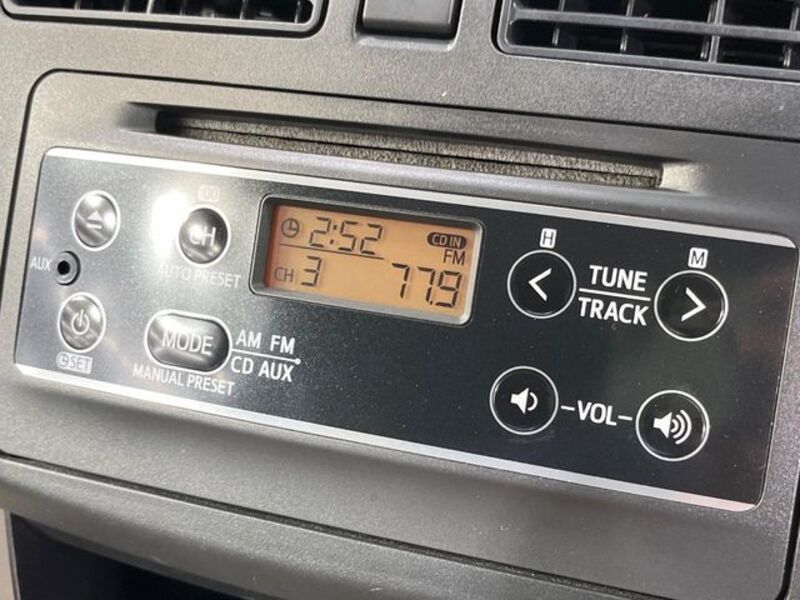 AUX
CH
AUTO PRESET
SET
MODE
AM FM
CD AUX
MANUAL PRESET
2:52
CD IN
FM
CH 3
77.9
H
M
TUNE
TRACK
VOL